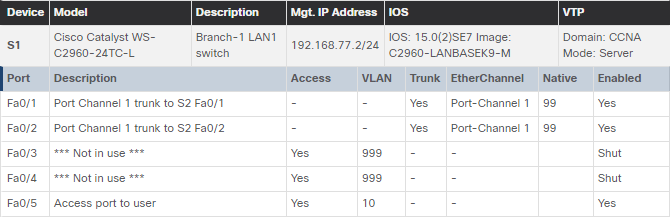 Device Model Description Mgt. IP Address IOS VTP
S1 Cisco Catalyst WS- Branch-1 LAN1 192.168.77.2/24 IOS: 15.0(2)SE7 Image: Domain: CCNA
C2960-24TC-L switch C2960-LANBASEK9-M Mode: Server
Port Description Access VLAN Trunk EtherChannel Native Enabled
Fa0/1 Port Channel 1 trunk to S2 Fa0/1 - - Yes Port-Channel 1 99 Yes
Fa0/2 Port Channel 1 trunk to S2 Fa0/2 - - Yes Port-Channel 1 99 Yes
Fa0/3 *** Not in use *** Yes 999 - - Shut
Fa0/4 *** Not in use *** Yes 999 - - Shut
Fa0/5 Access port to user Yes 10 - - Yes